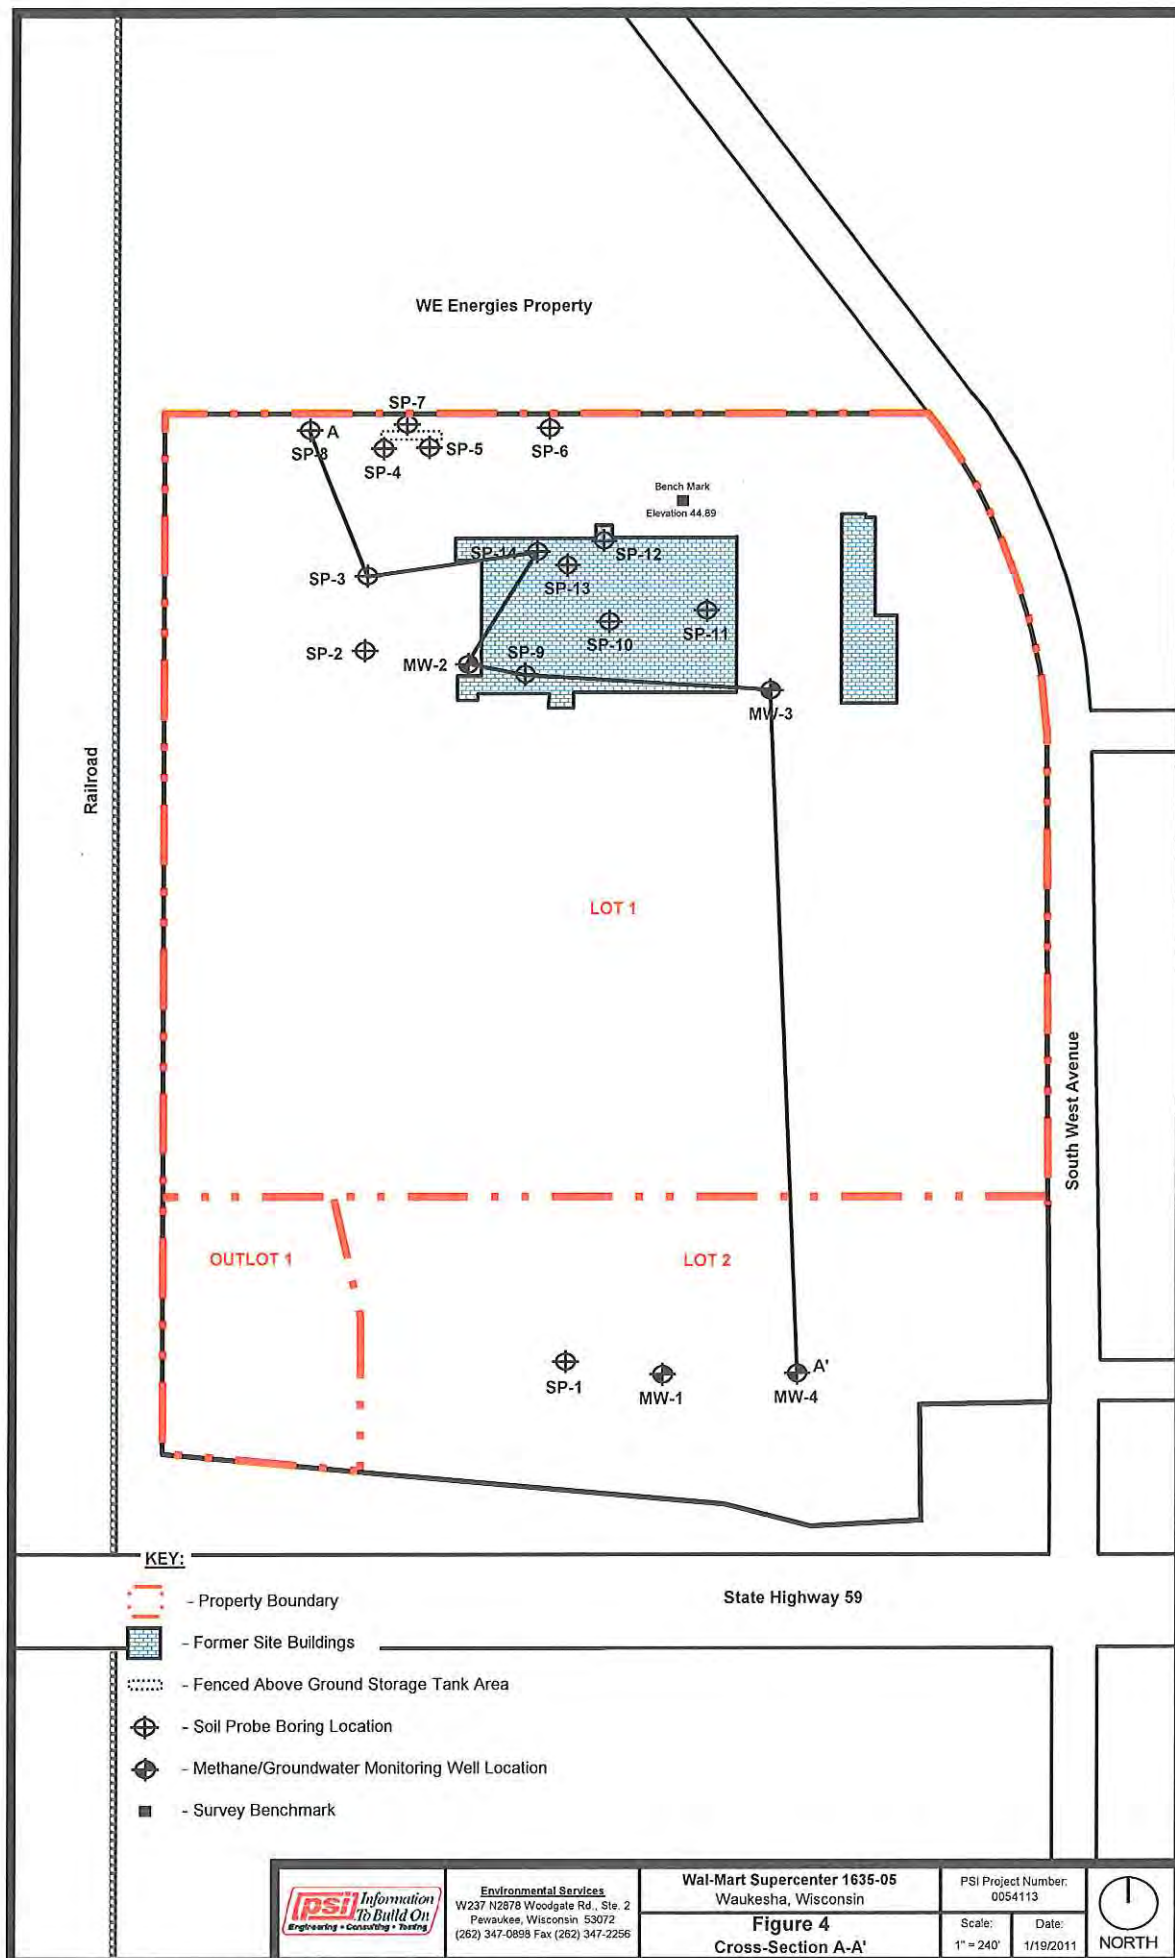 WE Energies Property
SP-7
A
SP-8
SP-4
SP-5
SP-6
Bench Mark
Elevation 44.89
SP-14
SP-12
SP-3
SP-13
SP-11
SP-10
SP-2
MW-2
SP-9
MW-3
Railroad
LOT 1
South West Avenue
OUTLOT 1
LOT 2
SP-1
MW-1
A'
MW-4
KEY:
- Property Boundary
State Highway 59
- Former Site Buildings
- Fenced Above Ground Storage Tank Area
- Soil Probe Boring Location
- Methane/Groundwater Monitoring Well Location
- Survey Benchmark
psi Information
To Build On
Engineering • Consulting • Testing
Environmental Services
W237 N2878 Woodgate Rd., Ste. 2
Pewaukee, Wisconsin 53072
(262) 347-0898 Fax (262) 347-2256
Wal-Mart Supercenter 1635-05
Waukesha, Wisconsin
Figure 4
Cross-Section A-A'
PSI Project Number:
0054113
Scale:
1" = 240'
Date:
1/19/2011
NORTH